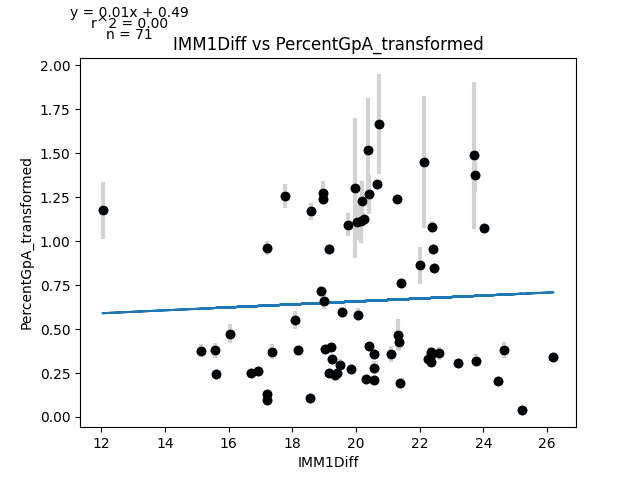 y = 0.01x + 0.49
r^2 = 0.00
n = 71
IMM1Diff vs PercentGpA_transformed
2.00
1.75
1.50
1.25
1.00
0.75
0.50
0.25
0.00
PercentGpA_transformed
12 14 16 18 20 22 24 26
IMM1Diff